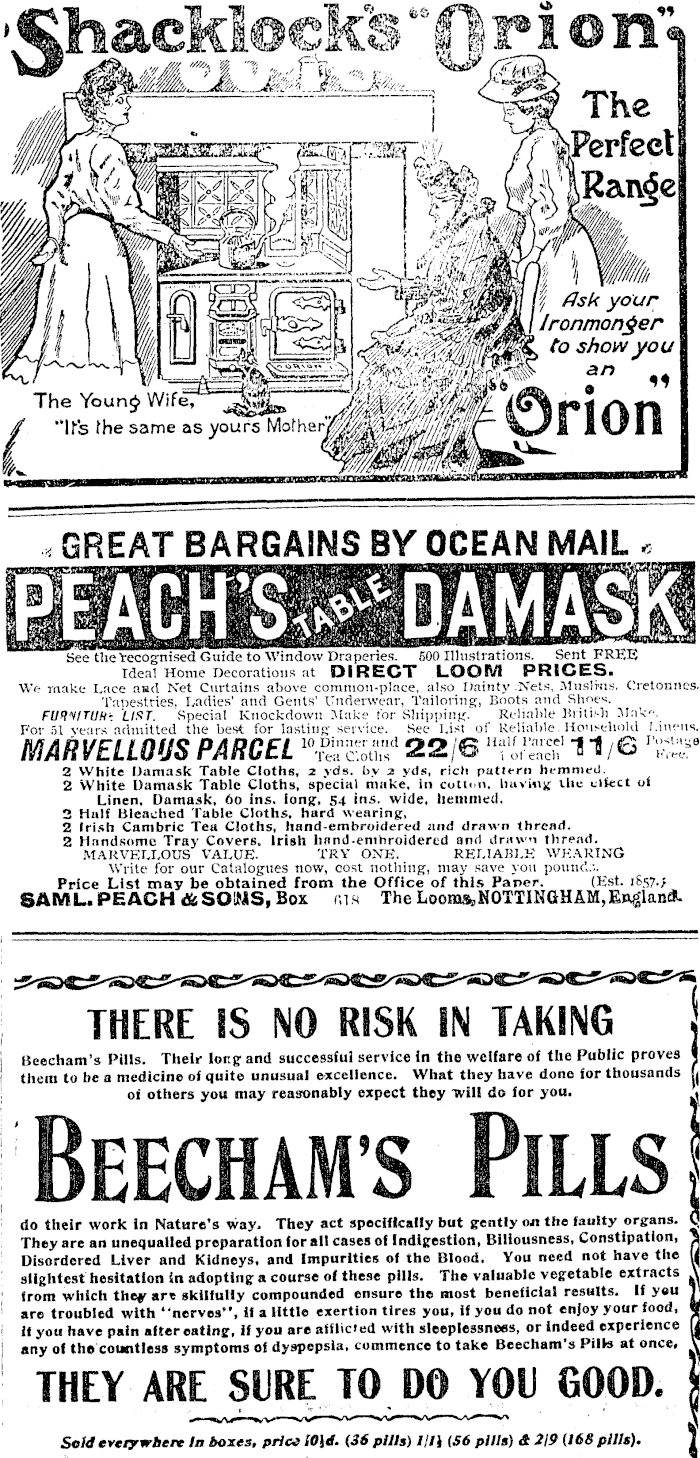 Shacklock's "Orion"
The
Perfect
Range
Ask your
Ironmonger
to show you
an
"Orion"
The Young Wife,
"It's the same as yours Mother"
ORION
GREAT BARGAINS BY OCEAN MAIL
PEACH'S TABLE DAMASK
See the recognised Guide to Window Draperies. 500 Illustrations. Sent FREE
Ideal Home Decorations at DIRECT LOOM PRICES.
We make Lace and Net Curtains above common-place, also Dainty Nets, Muslins, Cretonnes,
Tapestries, Ladies' and Gents' Underwear, Tailoring, Boots and Shoes.
FURNITURE LIST. Special Knockdown Make for Shipping. Reliable British Make.
For 51 years admitted the best for lasting service. See List of Reliable Household Linens.
MARVELLOUS PARCEL 10 Dinner and Tea Cloths 22/6 Half Parcel 1 of each 11/6 Postage Free.
2 White Damask Table Cloths, 2 yds. by 2 yds, rich pattern hemmed.
2 White Damask Table Cloths, special make, in cotton, having the effect of
Linen, Damask, 60 ins. long, 54 ins. wide, hemmed.
2 Half Bleached Table Cloths, hard wearing,
2 Irish Cambric Tea Cloths, hand-embroidered and drawn thread.
2 Handsome Tray Covers, Irish hand-embroidered and drawn thread.
MARVELLOUS VALUE. TRY ONE. RELIABLE WEARING
Write for our Catalogues now, cost nothing, may save you pounds.
Price List may be obtained from the Office of this Paper. (Est. 1857.)
SAML. PEACH & SONS, Box 618 The Looms, NOTTINGHAM, England.
THERE IS NO RISK IN TAKING
Beecham's Pills. Their long and successful service in the welfare of the Public proves
them to be a medicine of quite unusual excellence. What they have done for thousands
of others you may reasonably expect they will do for you.
BEECHAM'S PILLS
do their work in Nature's way. They act specifically but gently on the faulty organs.
They are an unequalled preparation for all cases of Indigestion, Biliousness, Constipation,
Disordered Liver and Kidneys, and Impurities of the Blood. You need not have the
slightest hesitation in adopting a course of these pills. The valuable vegetable extracts
from which they are skilfully compounded ensure the most beneficial results. If you
are troubled with "nerves", if a little exertion tires you, if you do not enjoy your food,
if you have pain after eating, if you are afflicted with sleeplessness, or indeed experience
any of the countless symptoms of dyspepsia, commence to take Beecham's Pills at once,
THEY ARE SURE TO DO YOU GOOD.
Sold everywhere in boxes, price 10½d. (36 pills) 1/1½ (56 pills) & 2/9 (168 pills).